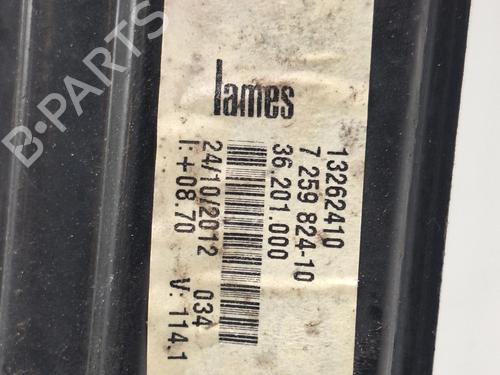 B-PARTS
lames
13262410
7 259 824-10
36.201.000
24/10/2012 034
I: +08.70 V: 114.1